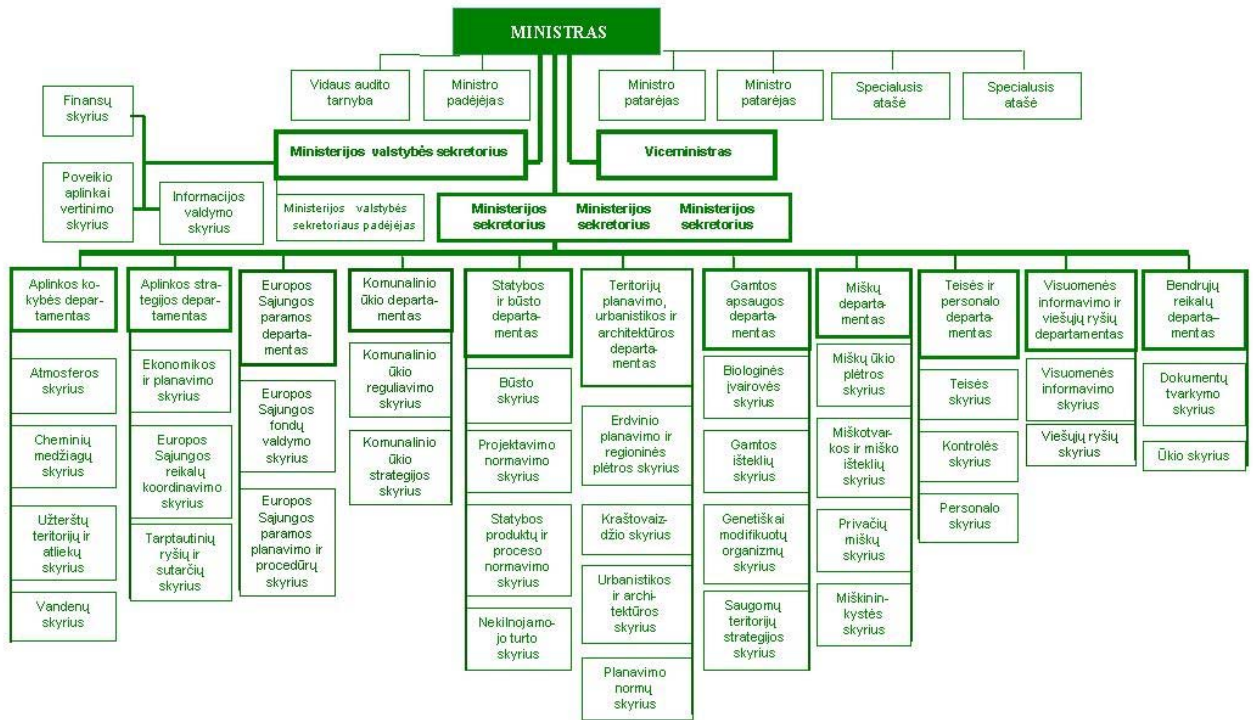 MINISTRAS
Vidaus audito
tarnyba
Ministro
padėjėjas
Ministro
patarėjas
Ministro
patarėjas
Specialusis
atašė
Specialusis
atašė
Finansų
skyrius
Ministerijos valstybės sekretorius
Viceministras
Poveikio
aplinkai
vertinimo
skyrius
Informacijos
valdymo
skyrius
Ministerijos valstybės
sekretoriaus padėjėjas
Ministerijos Ministerijos Ministerijos
sekretorius sekretorius sekretorius
Aplinkos ko-
kybės depar-
tamentas
Atmosferos
skyrius
Cheminių
medžiagų
skyrius
Užterštų
teritorijų ir
atliekų
skyrius
Vandenų
skyrius
Aplinkos stra-
tegijos depar-
tamentas
Ekonomikos
ir planavimo
skyrius
Europos
Sąjungos
reikalų
koordinavimo
skyrius
Tarptautinių
ryšių ir
sutarčių
skyrius
Europos
Sąjungos
paramos
departa-
mentas
Europos
Sąjungos
fondų
valdymo
skyrius
Europos
Sąjungos
paramos
planavimo ir
procedūrų
skyrius
Komunalinio
ūkio departa-
mentas
Komunalinio
ūkio
reguliavimo
skyrius
Komunalinio
ūkio
strategijos
skyrius
Statybos
ir būsto
departa-
mentas
Būsto
skyrius
Projektavimo
normavimo
skyrius
Statybos
produktų ir
proceso
normavimo
skyrius
Nekilnojamo-
jo turto
skyrius
Teritorijų
planavimo,
urbanistikos ir
architektūros
departa-
mentas
Erdvinio
planavimo ir
regioninės
plėtros skyrius
Kraštovaiz-
džio skyrius
Urbanistikos
ir archi-
tektūros
skyrius
Planavimo
normų
skyrius
Gamtos
apsaugos
departa-
mentas
Biologinės
įvairovės
skyrius
Gamtos
išteklių
skyrius
Genetiškai
modifikuotų
organizmų
skyrius
Saugomų
teritorijų
strategijos
skyrius
Miškų
departa-
mentas
Miškų ūkio
plėtros
skyrius
Miškotvar-
kos ir miško
išteklių
skyrius
Privačių
miškų
skyrius
Miškinin-
kystės
skyrius
Teisės ir
personalo
departa-
mentas
Teisės
skyrius
Kontrolės
skyrius
Personalo
skyrius
Visuomenės
informavimo ir
viešųjų ryšių
departamentas
Visuomenės
informavimo
skyrius
Viešųjų ryšių
skyrius
Bendrųjų
reikalų
departa–
mentas
Dokumentų
tvarkymo
skyrius
Ūkio skyrius